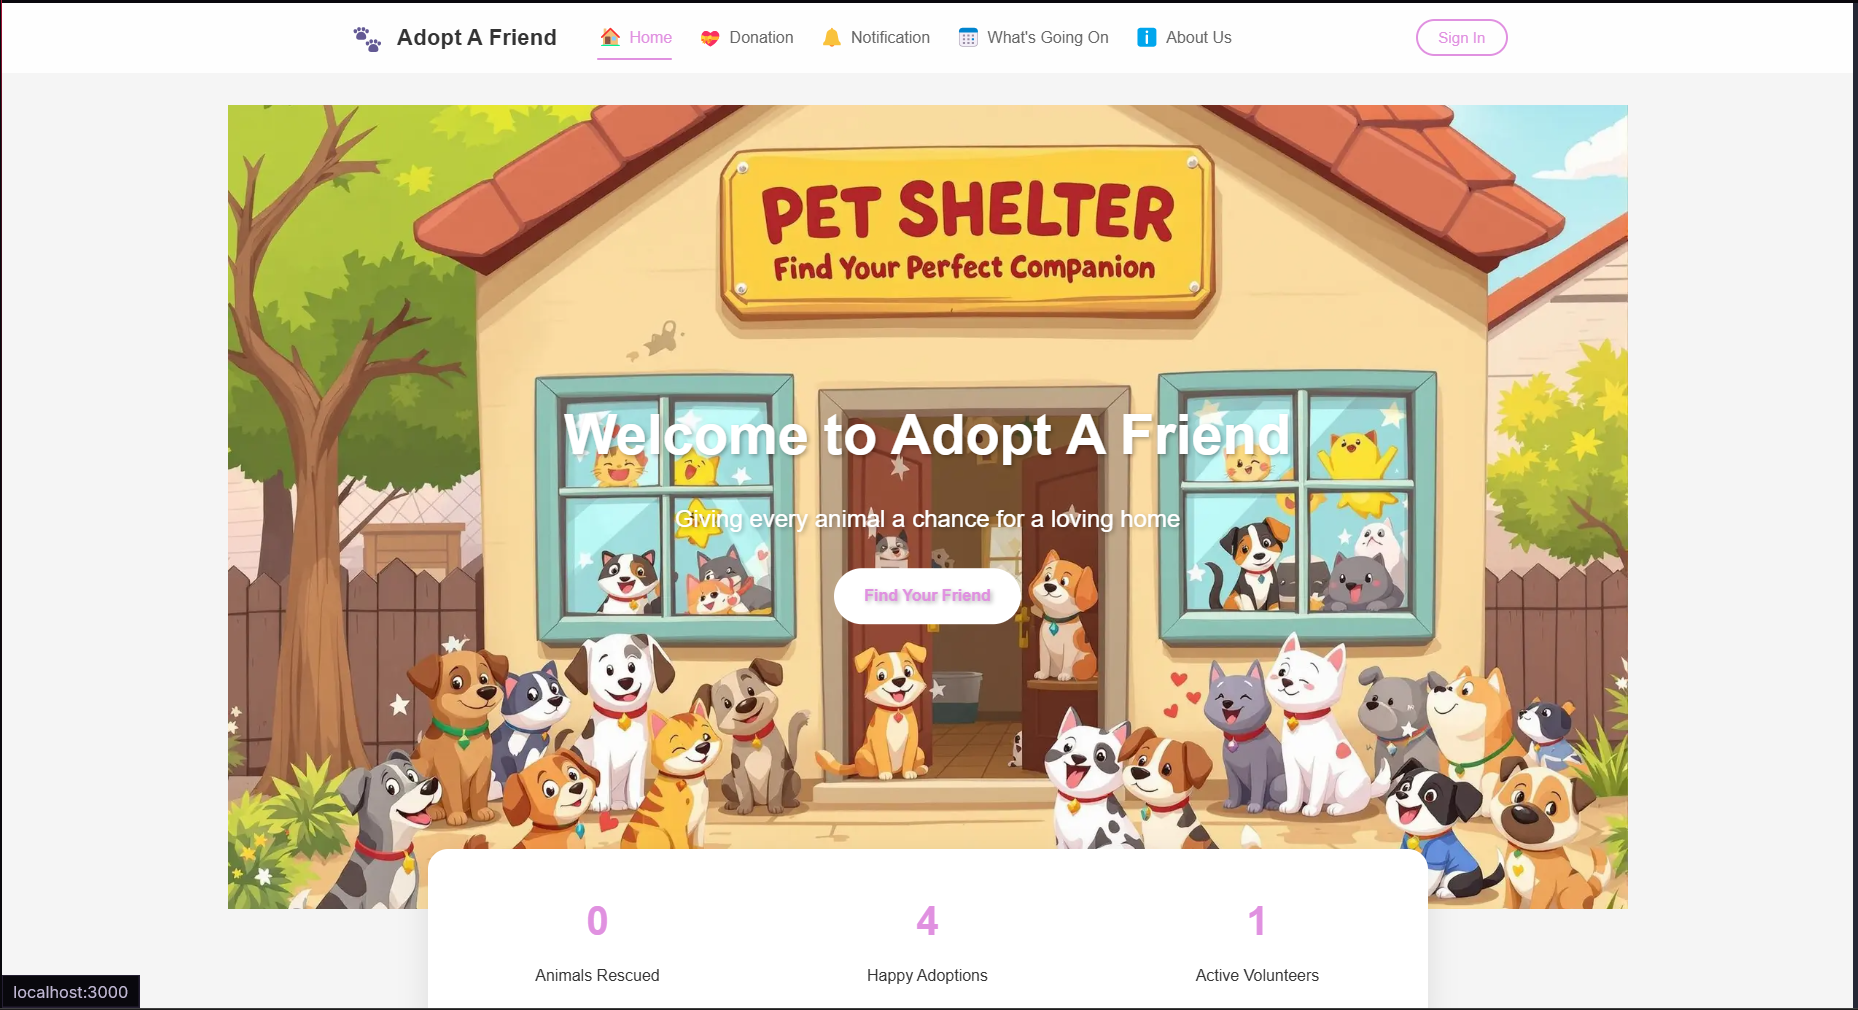 Adopt A Friend
Home
Donation
Notification
What's Going On
About Us
Sign In
PET SHELTER
Find Your Perfect Companion
Welcome to Adopt A Friend
Giving every animal a chance for a loving home
Find Your Friend
0
4
1
Animals Rescued
Happy Adoptions
Active Volunteers
localhost:3000